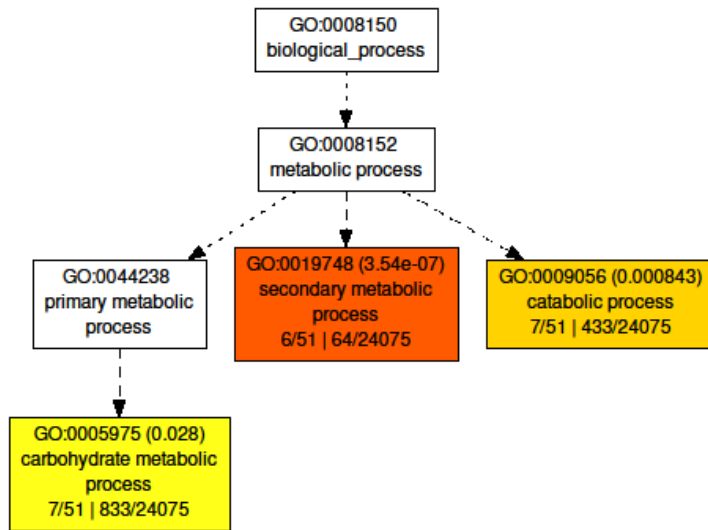 GO:0008150
biological_process
GO:0008152
metabolic process
GO:0044238
primary metabolic
process
GO:0019748 (3.54e-07)
secondary metabolic
process
6/51 | 64/24075
GO:0009056 (0.000843)
catabolic process
7/51 | 433/24075
GO:0005975 (0.028)
carbohydrate metabolic
process
7/51 | 833/24075